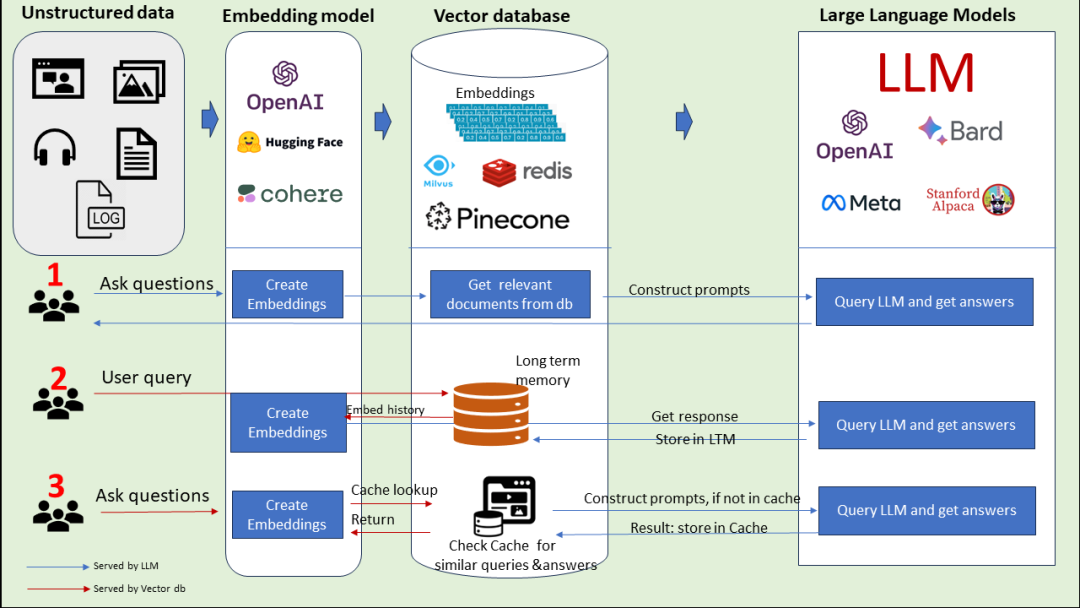 Unstructured data
Embedding model
Vector database
Large Language Models
LOG
OpenAI
Hugging Face
cohere
Embeddings
Milvus
redis
Pinecone
LLM
OpenAI
Bard
Meta
Stanford
Alpaca
1
Ask questions
Create
Embeddings
Get relevant
documents from db
Construct prompts
Query LLM and get answers
2
User query
Create
Embeddings
Embed history
Long term
memory
Get response
Store in LTM
Query LLM and get answers
3
Ask questions
Create
Embeddings
Cache lookup
Return
Check Cache for
similar queries &answers
Construct prompts, if not in cache
Result: store in Cache
Query LLM and get answers
Served by LLM
Served by Vector db